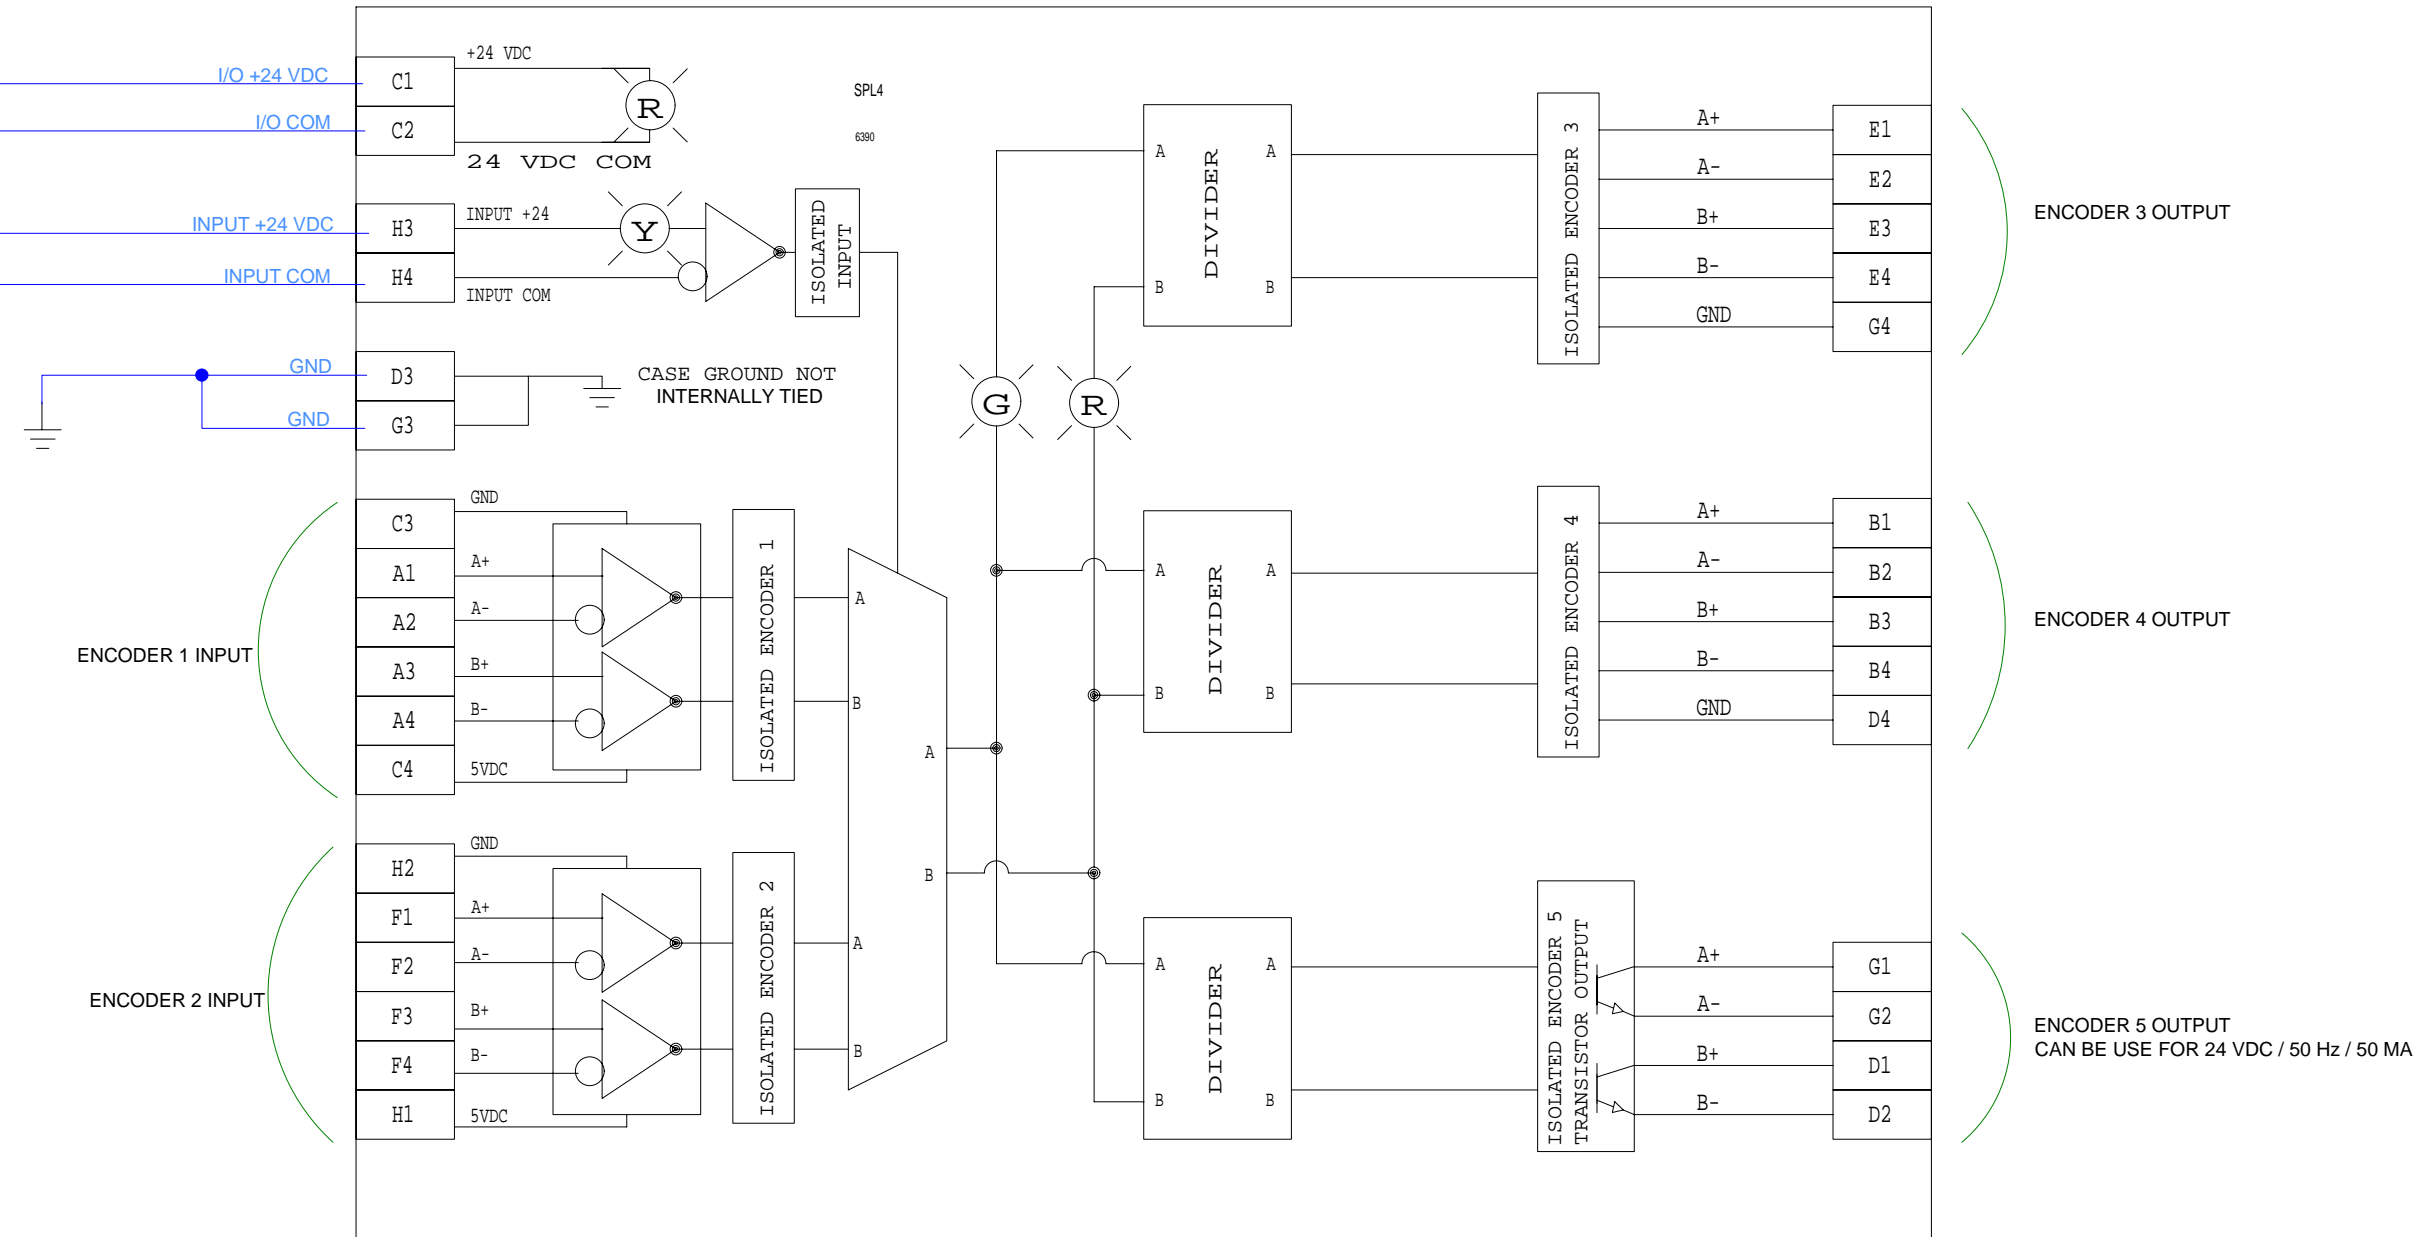 I/O +24 VDC
C1
+24 VDC
R
I/O COM
C2
24 VDC COM
SPL4
6390
INPUT +24 VDC
H3
INPUT +24
Y
INPUT COM
H4
INPUT COM
ISOLATED
INPUT
GND
D3
GND
G3
CASE GROUND NOT
INTERNALLY TIED
ENCODER 1 INPUT
C3
GND
A1
A+
A2
A-
A3
B+
A4
B-
C4
5VDC
ISOLATED ENCODER 1
ENCODER 2 INPUT
H2
GND
F1
A+
F2
A-
F3
B+
F4
B-
H1
5VDC
ISOLATED ENCODER 2
A
B
A
B
A
B
G
R
A
B
DIVIDER
A
B
ISOLATED ENCODER 3
A+
E1
A-
E2
B+
E3
B-
E4
GND
G4
ENCODER 3 OUTPUT
A
B
DIVIDER
A
B
ISOLATED ENCODER 4
A+
B1
A-
B2
B+
B3
B-
B4
GND
D4
ENCODER 4 OUTPUT
A
B
DIVIDER
A
B
ISOLATED ENCODER 5
TRANSISTOR OUTPUT
A+
G1
A-
G2
B+
D1
B-
D2
ENCODER 5 OUTPUT
CAN BE USE FOR 24 VDC / 50 Hz / 50 MA